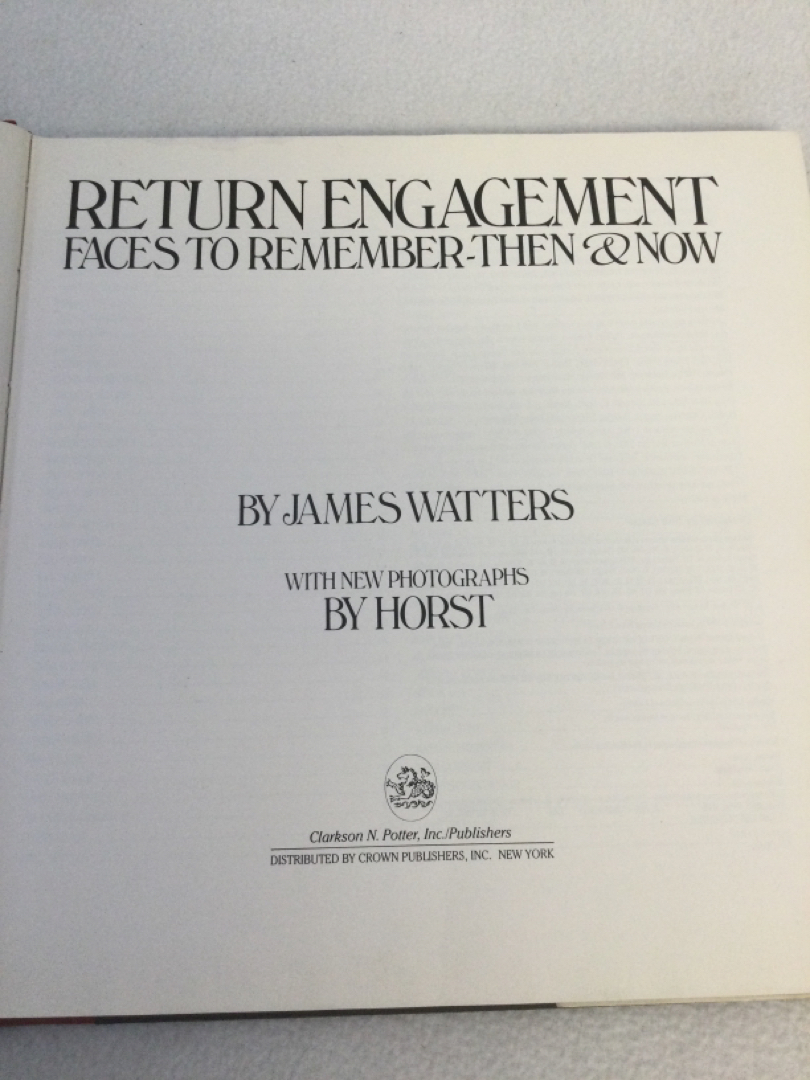 RETURN ENGAGEMENT
FACES TO REMEMBER-THEN & NOW
BY JAMES WATTERS
WITH NEW PHOTOGRAPHS
BY HORST
Clarkson N. Potter, Inc./Publishers
DISTRIBUTED BY CROWN PUBLISHERS, INC. NEW YORK